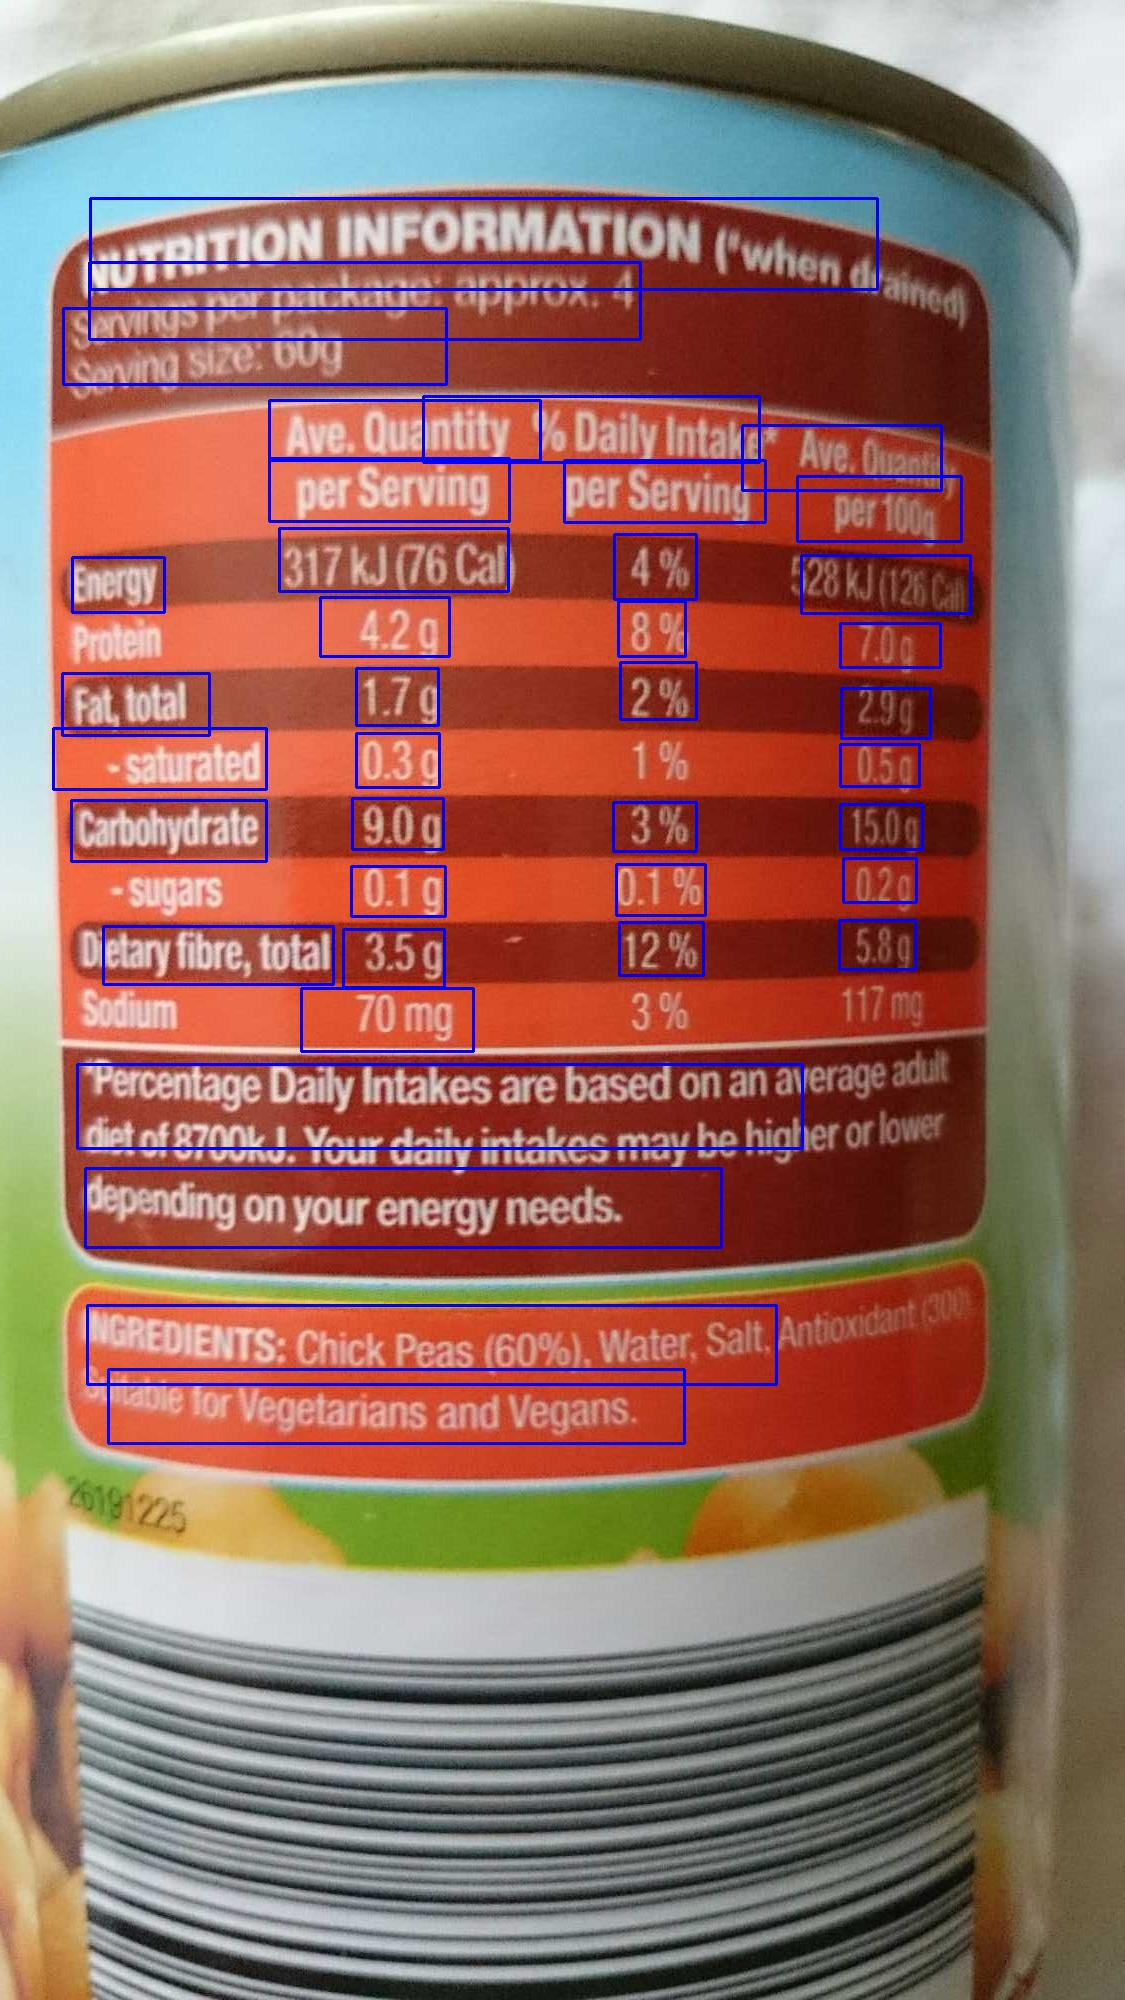 NUTRITION INFORMATION (*when drained)
Servings per package: approx. 4
Serving size: 60g
Ave. Quantity % Daily Intake* Ave. Quantity
per Serving per Serving per 100g
Energy 317 kJ (76 Cal) 4 % 528 kJ (126 Cal)
Protein 4.2 g 8 % 7.0 g
Fat, total 1.7 g 2 % 2.9 g
- saturated 0.3 g 1 % 0.5 g
Carbohydrate 9.0 g 3 % 15.0 g
- sugars 0.1 g 0.1 % 0.2 g
Dietary fibre, total 3.5 g 12 % 5.8 g
Sodium 70 mg 3 % 117 mg
*Percentage Daily Intakes are based on an average adult
diet of 8700kJ. Your daily intakes may be higher or lower
depending on your energy needs.
INGREDIENTS: Chick Peas (60%), Water, Salt, Antioxidant (300)
Suitable for Vegetarians and Vegans.
26191225